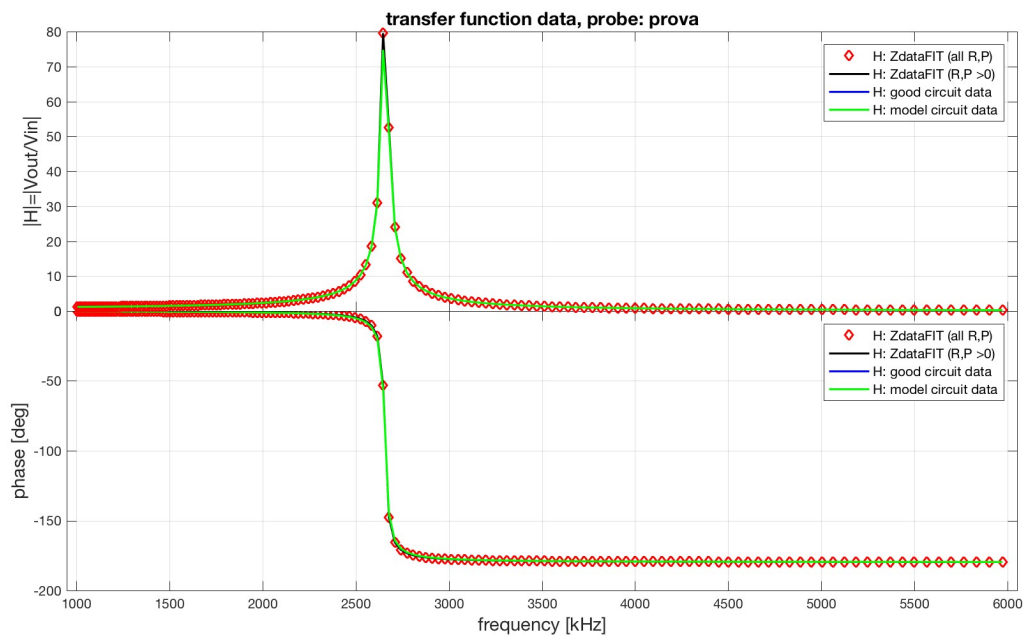 transfer function data, probe: prova
80
70
60
50
40
30
20
10
0
|H|=|Vout/Vin|
H: ZdataFIT (all R,P)
H: ZdataFIT (R,P >0)
H: good circuit data
H: model circuit data
-50
-100
-150
-200
phase [deg]
H: ZdataFIT (all R,P)
H: ZdataFIT (R,P >0)
H: good circuit data
H: model circuit data
1000 1500 2000 2500 3000 3500 4000 4500 5000 5500 6000
frequency [kHz]